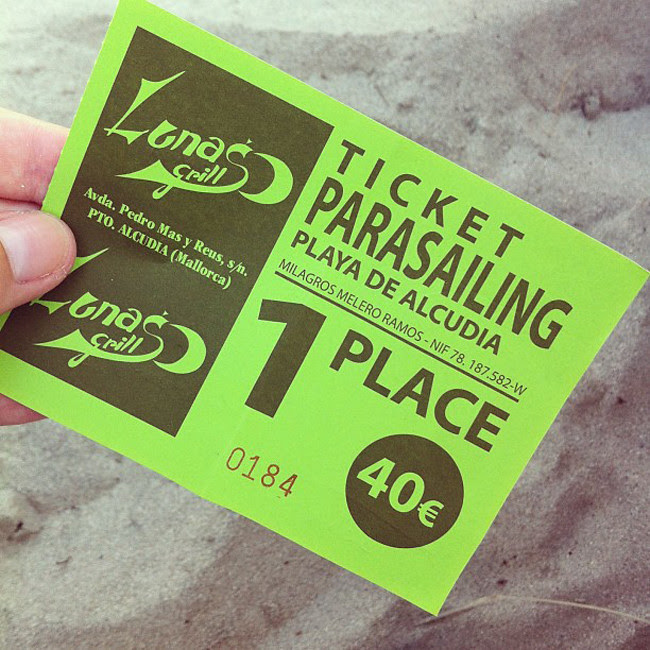 Lunas
grill
Avda. Pedro Mas y Reus, s/n.
PTO. ALCUDIA (Mallorca)
Lunas
grill
TICKET
PARASAILING
PLAYA DE ALCUDIA
MILAGROS MELERO RAMOS - NIF 78.187.582-W
1 PLACE
0184
40€